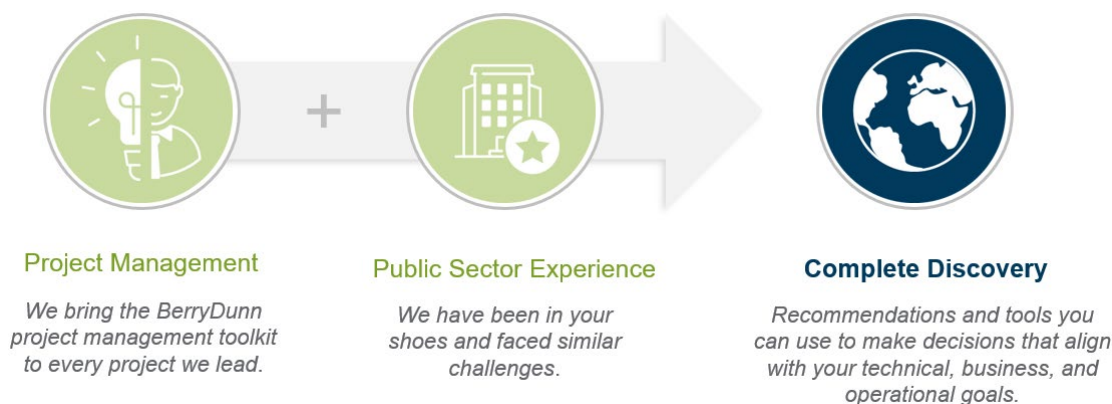 +
Project Management
We bring the BerryDunn
project management toolkit
to every project we lead.
Public Sector Experience
We have been in your
shoes and faced similar
challenges.
Complete Discovery
Recommendations and tools you
can use to make decisions that align
with your technical, business, and
operational goals.